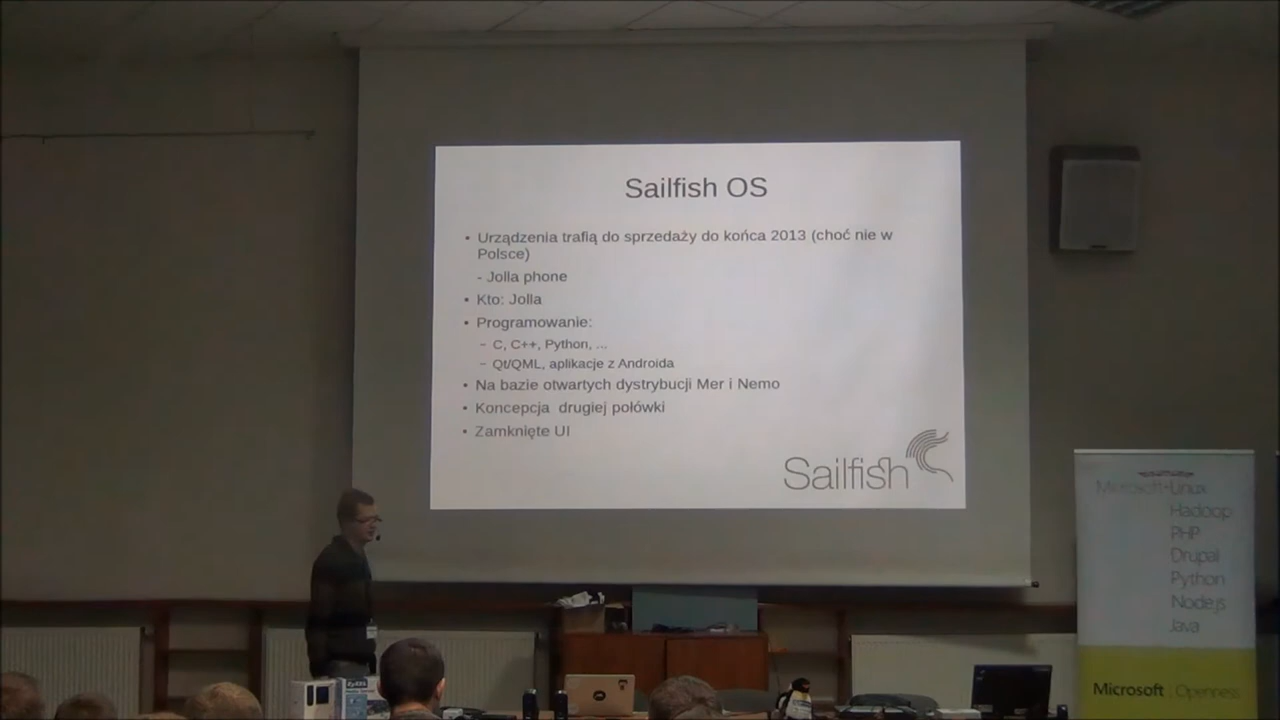 Sailfish OS
• Urządzenia trafią do sprzedaży do końca 2013 (choć nie w
Polsce)
- Jolla phone
• Kto: Jolla
• Programowanie:
– C, C++, Python, ...
– Qt/QML, aplikacje z Androida
• Na bazie otwartych dystrybucji Mer i Nemo
• Koncepcja drugiej połówki
• Zamknięte UI
Sailfish
Microsoft+Linux
Hadoop
PHP
Drupal
Python
Node.js
Java
Microsoft | Openness
ZyXEL